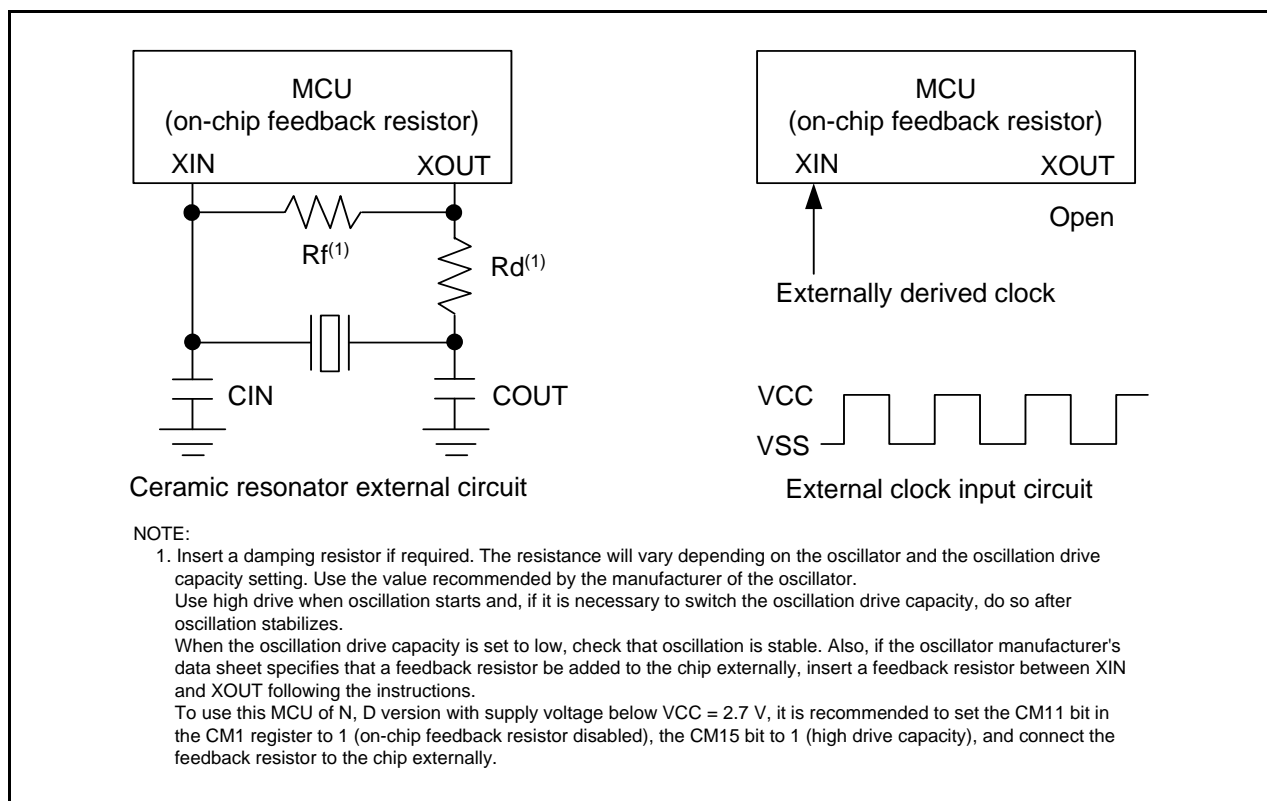 MCU
(on-chip feedback resistor)
XIN
XOUT
Rf(1)
Rd(1)
CIN
COUT
Ceramic resonator external circuit
MCU
(on-chip feedback resistor)
XIN
XOUT
Open
Externally derived clock
VCC
VSS
External clock input circuit
NOTE:
1. Insert a damping resistor if required. The resistance will vary depending on the oscillator and the oscillation drive
capacity setting. Use the value recommended by the manufacturer of the oscillator.
Use high drive when oscillation starts and, if it is necessary to switch the oscillation drive capacity, do so after
oscillation stabilizes.
When the oscillation drive capacity is set to low, check that oscillation is stable. Also, if the oscillator manufacturer's
data sheet specifies that a feedback resistor be added to the chip externally, insert a feedback resistor between XIN
and XOUT following the instructions.
To use this MCU of N, D version with supply voltage below VCC = 2.7 V, it is recommended to set the CM11 bit in
the CM1 register to 1 (on-chip feedback resistor disabled), the CM15 bit to 1 (high drive capacity), and connect the
feedback resistor to the chip externally.